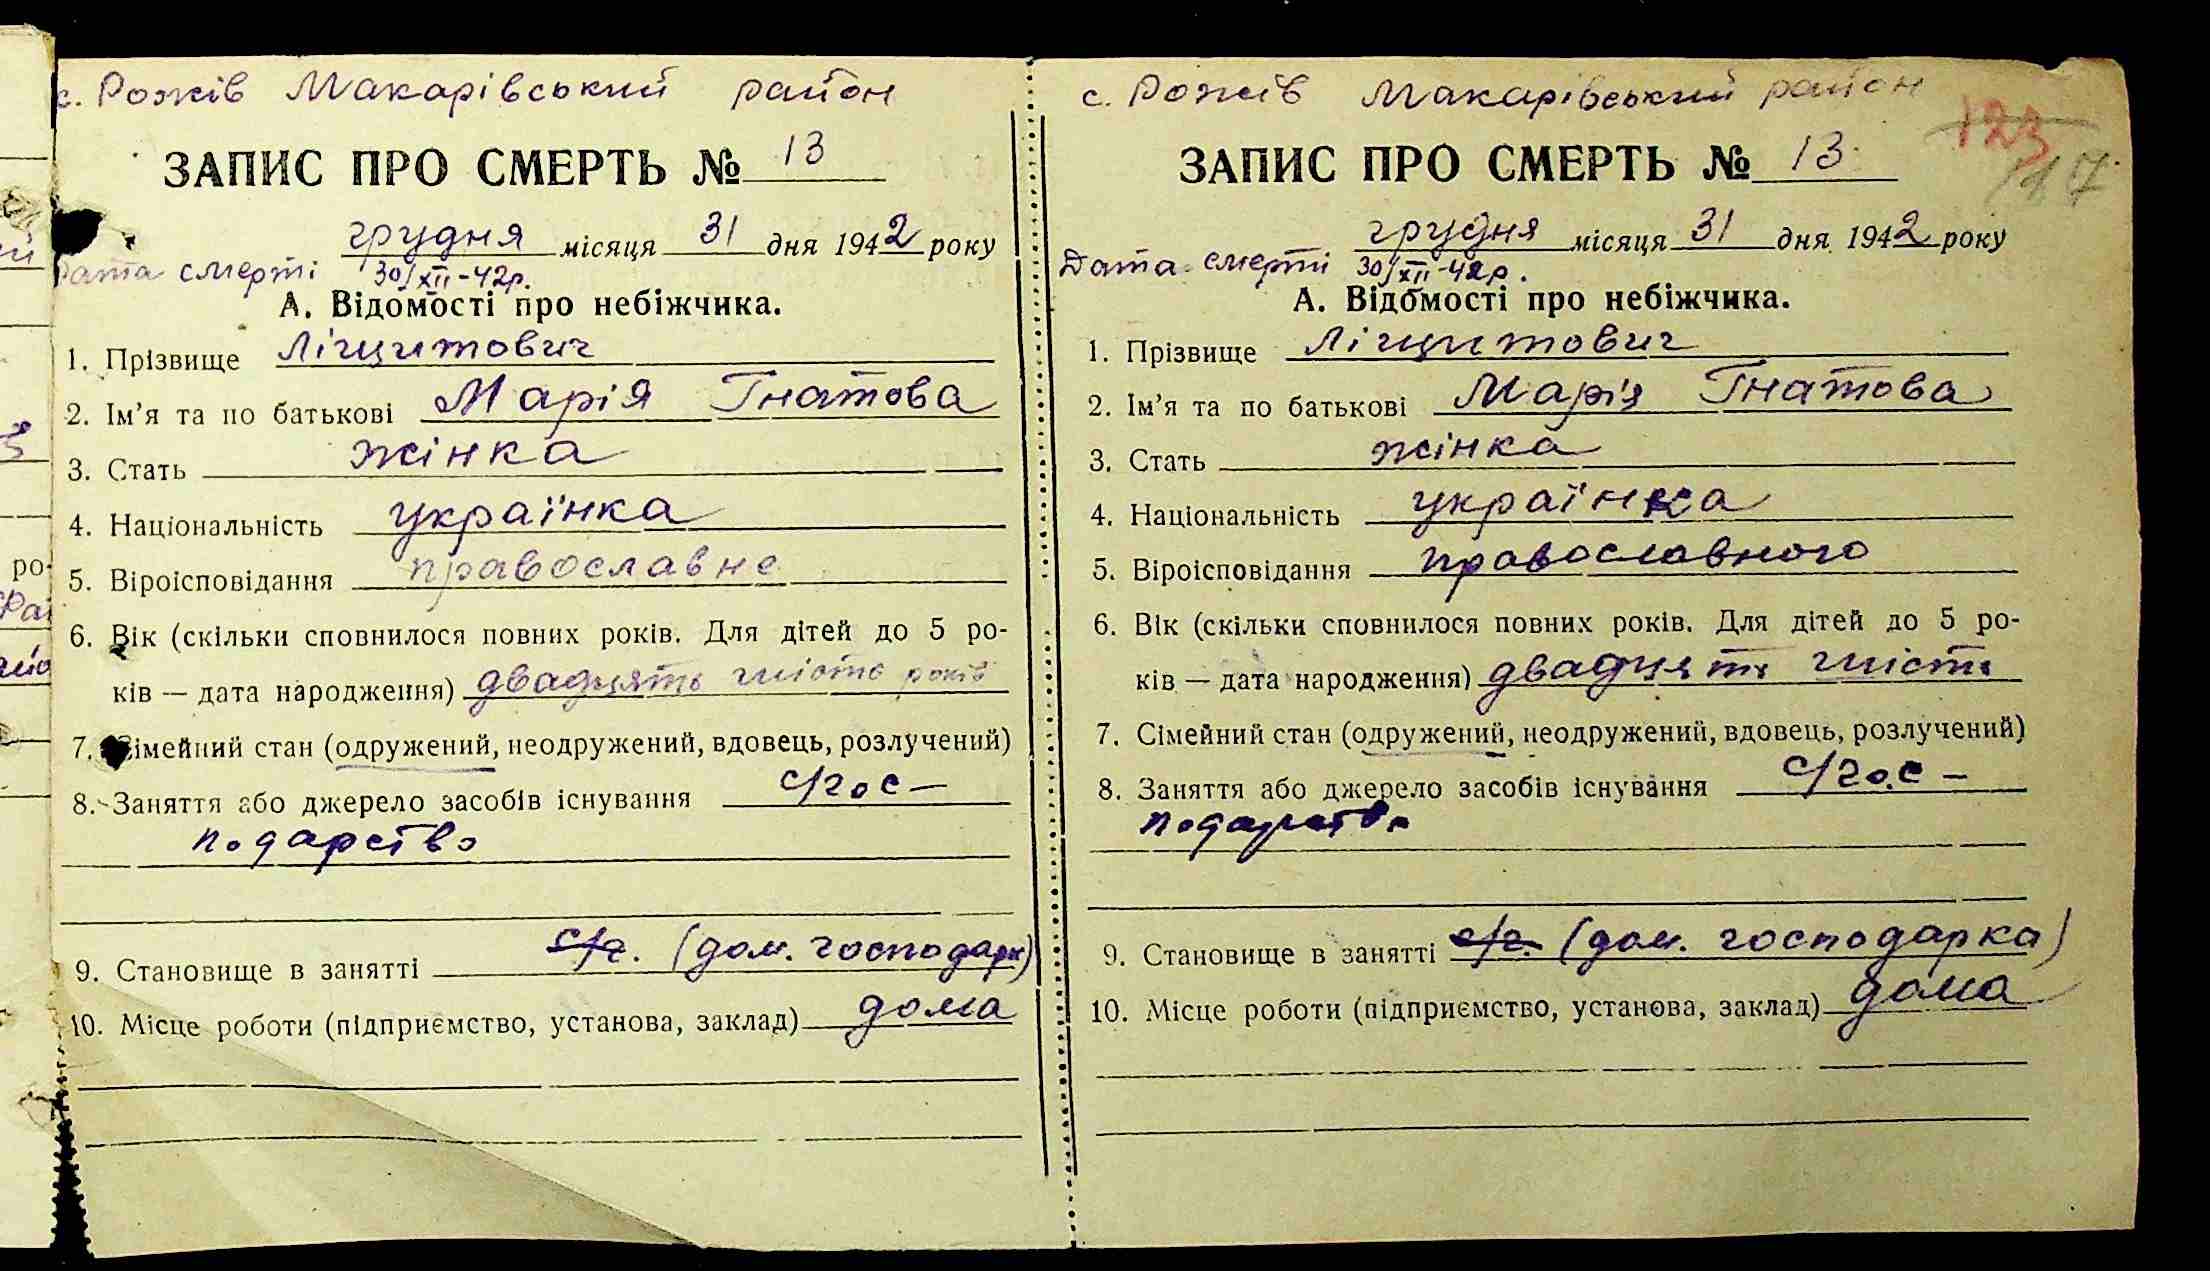 с. Рожів Макарівський район
ЗАПИС ПРО СМЕРТЬ № 13
грудня місяця 31 дня 1942 року
Дата смерті 30/XII-42р.
А. Відомості про небіжчика.
1. Прізвище Лігцитович
2. Ім'я та по батькові Марія Гнатова
3. Стать жінка
4. Національність українка
5. Віроісповідання православне
6. Вік (скільки сповнилося повних років. Для дітей до 5 ро-
ків — дата народження) двадцять шість років
7. Сімейний стан (одружений, неодружений, вдовець, розлучений)
8. Заняття або джерело засобів існування с/гос-
подарство
9. Становище в занятті с/г. (дом. господарк)
10. Місце роботи (підприємство, установа, заклад) дома
с. Рожів Макарівський район
123
117
ЗАПИС ПРО СМЕРТЬ № 13
грудня місяця 31 дня 1942 року
Дата смерті 30/XII-42р.
А. Відомості про небіжчика.
1. Прізвище Лігцитович
2. Ім'я та по батькові Марія Гнатова
3. Стать жінка
4. Національність українка
5. Віроісповідання православного
6. Вік (скільки сповнилося повних років. Для дітей до 5 ро-
ків — дата народження) двадцять шість
7. Сімейний стан (одружений, неодружений, вдовець, розлучений)
8. Заняття або джерело засобів існування с/гос-
подарство
9. Становище в занятті с/г. (дом. господарка)
10. Місце роботи (підприємство, установа, заклад) дома